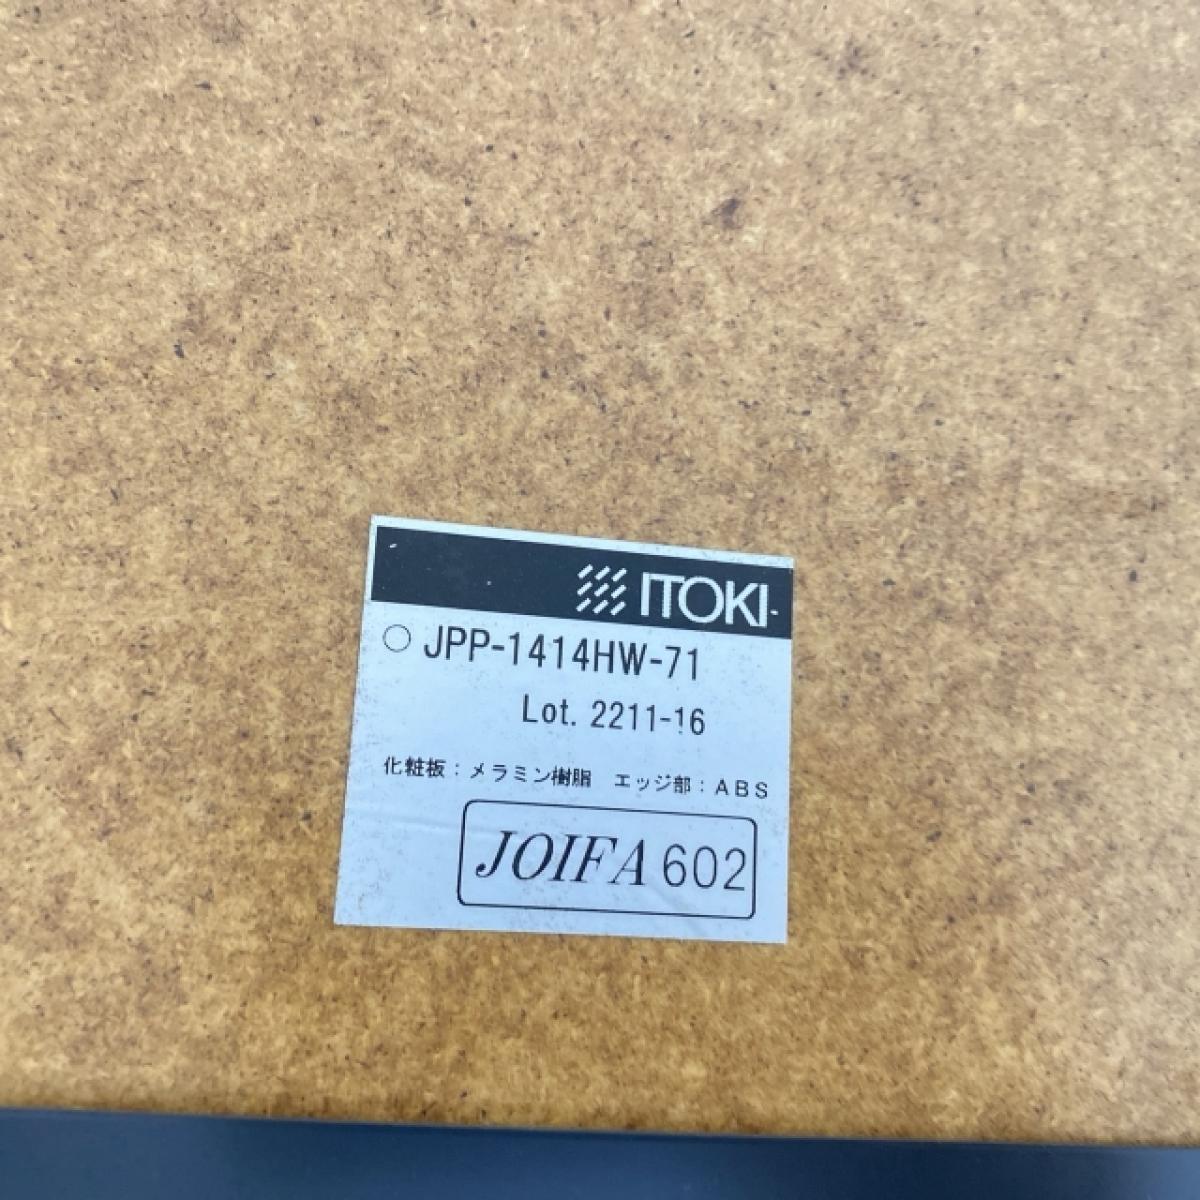 ITOKI
○ JPP-1414HW-71
Lot. 2211-16
化粧板：メラミン樹脂　エッジ部：ABS
JOIFA 602